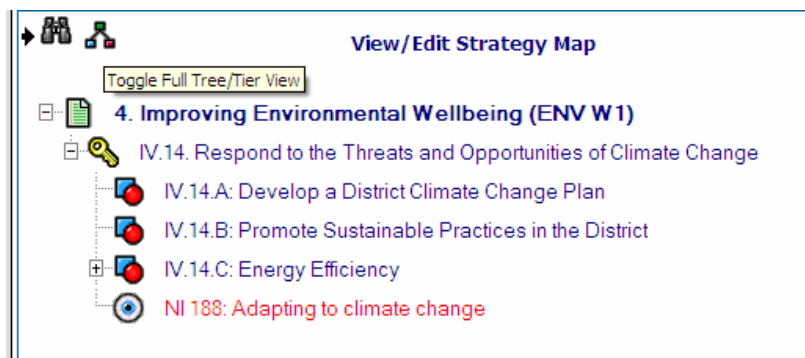 View/Edit Strategy Map
Toggle Full Tree/Tier View
4. Improving Environmental Wellbeing (ENV W1)
IV.14. Respond to the Threats and Opportunities of Climate Change
IV.14.A: Develop a District Climate Change Plan
IV.14.B: Promote Sustainable Practices in the District
IV.14.C: Energy Efficiency
NI 188: Adapting to climate change